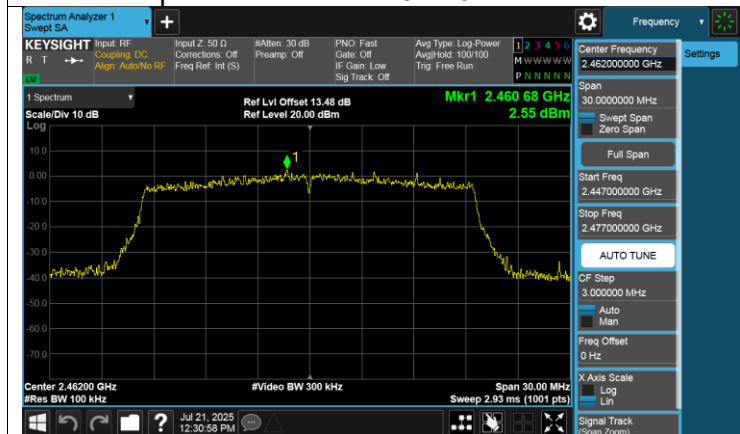 Spectrum Analyzer 1
Swept SA
Frequency
KEYSIGHT
R T
LXI
Input: RF
Coupling: DC
Align: Auto/No RF
Input Z: 50 Ω
Corrections: Off
Freq Ref: Int (S)
#Atten: 30 dB
Preamp: Off
PNO: Fast
Gate: Off
IF Gain: Low
Sig Track: Off
Avg Type: Log-Power
Avg|Hold: 100/100
Trig: Free Run
1 2 3 4 5 6
M W W W W W
P N N N N N
1 Spectrum
Scale/Div 10 dB
Log
Ref Lvl Offset 13.48 dB
Ref Level 20.00 dBm
Mkr1 2.460 68 GHz
2.55 dBm
1
10.0
0.00
-10.0
-20.0
-30.0
-40.0
-50.0
-60.0
-70.0
Center 2.46200 GHz
#Res BW 100 kHz
#Video BW 300 kHz
Span 30.00 MHz
Sweep 2.93 ms (1001 pts)
Jul 21, 2025
12:30:58 PM
?
Center Frequency
2.462000000 GHz
Settings
Span
30.0000000 MHz
Swept Span
Zero Span
Full Span
Start Freq
2.447000000 GHz
Stop Freq
2.477000000 GHz
AUTO TUNE
CF Step
3.000000 MHz
Auto
Man
Freq Offset
0 Hz
X Axis Scale
Log
Lin
Signal Track
(Span Zoom)